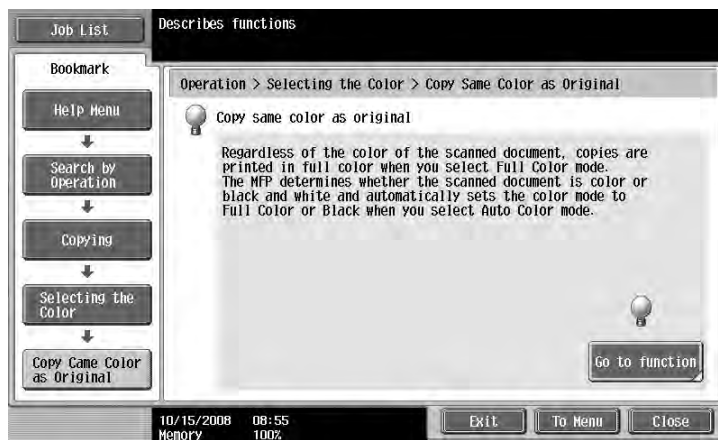 Job List
Describes functions
Bookmark
Operation > Selecting the Color > Copy Same Color as Original
Help Menu
Copy same color as original
Search by
Operation
Regardless of the color of the scanned document, copies are
printed in full color when you select Full Color mode.
The MFP determines whether the scanned document is color or
black and white and automatically sets the color mode to
Full Color or Black when you select Auto Color mode.
Copying
Selecting the
Color
Copy Came Color
as Original
Go to function
10/15/2008 08:55
Memory 100%
Exit
To Menu
Close